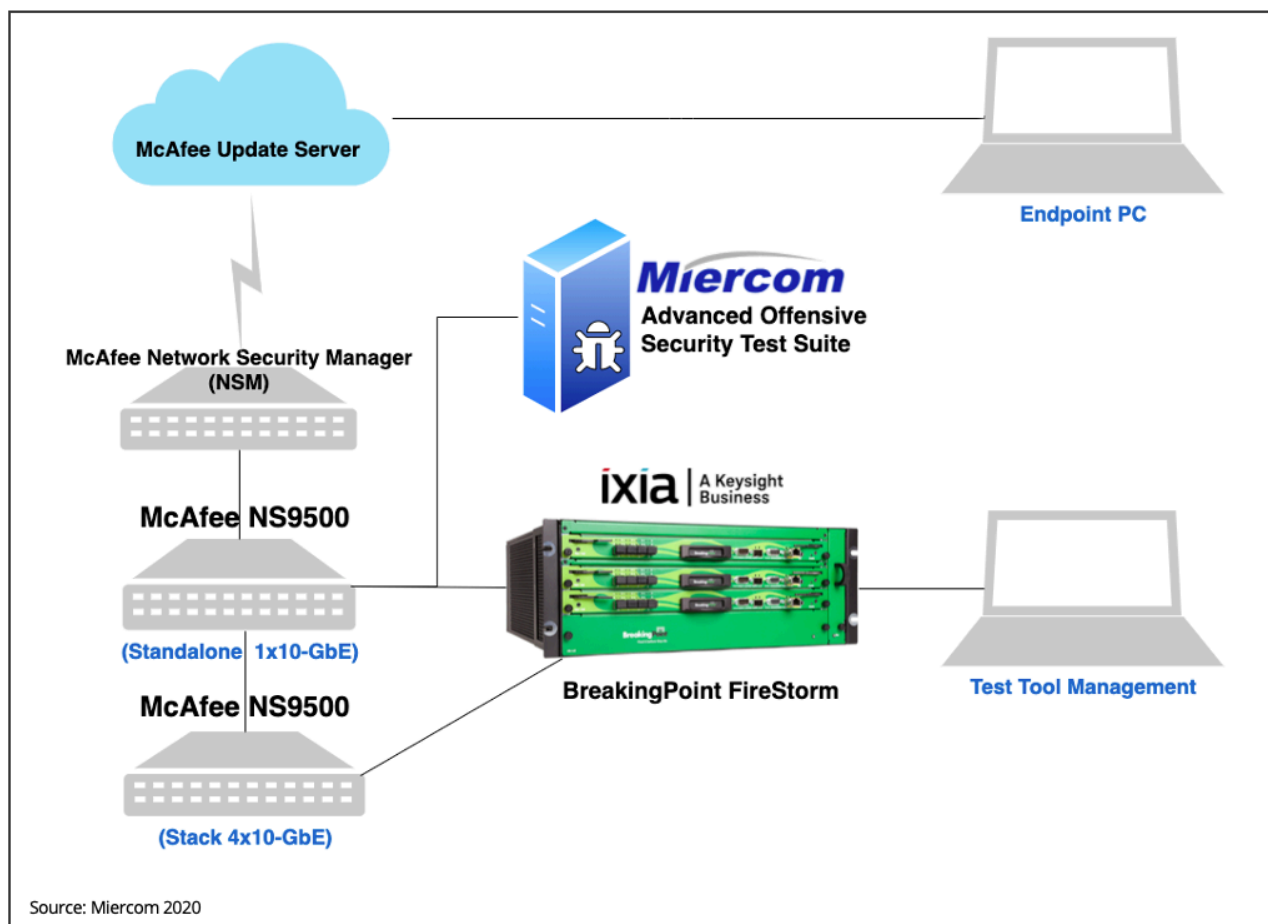 McAfee Update Server
Endpoint PC
Miercom
Advanced Offensive
Security Test Suite
McAfee Network Security Manager
(NSM)
ixia | A Keysight
Business
McAfee NS9500
(Standalone 1x10-GbE)
BreakingPoint
BreakingPoint FireStorm
Test Tool Management
McAfee NS9500
(Stack 4x10-GbE)
Source: Miercom 2020